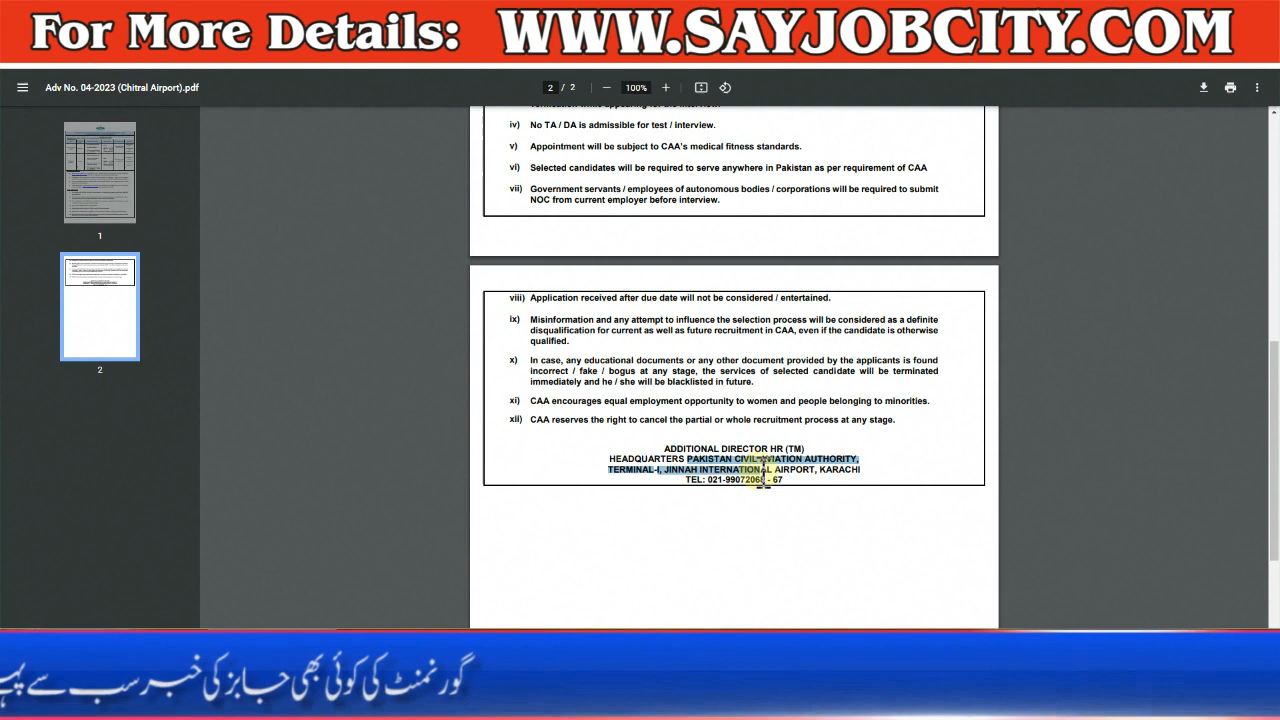 For More Details: WWW.SAYJOBCITY.COM
Adv No. 04-2023 (Chitral Airport).pdf
2 / 2
100%
iv) No TA / DA is admissible for test / interview.
v) Appointment will be subject to CAA's medical fitness standards.
vi) Selected candidates will be required to serve anywhere in Pakistan as per requirement of CAA
vii) Government servants / employees of autonomous bodies / corporations will be required to submit
NOC from current employer before interview.
1
viii) Application received after due date will not be considered / entertained.
ix) Misinformation and any attempt to influence the selection process will be considered as a definite
disqualification for current as well as future recruitment in CAA, even if the candidate is otherwise
qualified.
x) In case, any educational documents or any other document provided by the applicants is found
incorrect / fake / bogus at any stage, the services of selected candidate will be terminated
immediately and he / she will be blacklisted in future.
2
xi) CAA encourages equal employment opportunity to women and people belonging to minorities.
xii) CAA reserves the right to cancel the partial or whole recruitment process at any stage.
ADDITIONAL DIRECTOR HR (TM)
HEADQUARTERS PAKISTAN CIVIL AVIATION AUTHORITY,
TERMINAL-I, JINNAH INTERNATIONAL AIRPORT, KARACHI
TEL: - 67
گورنمنٹ کی کوئی بھی جابز کی خبر سب سے